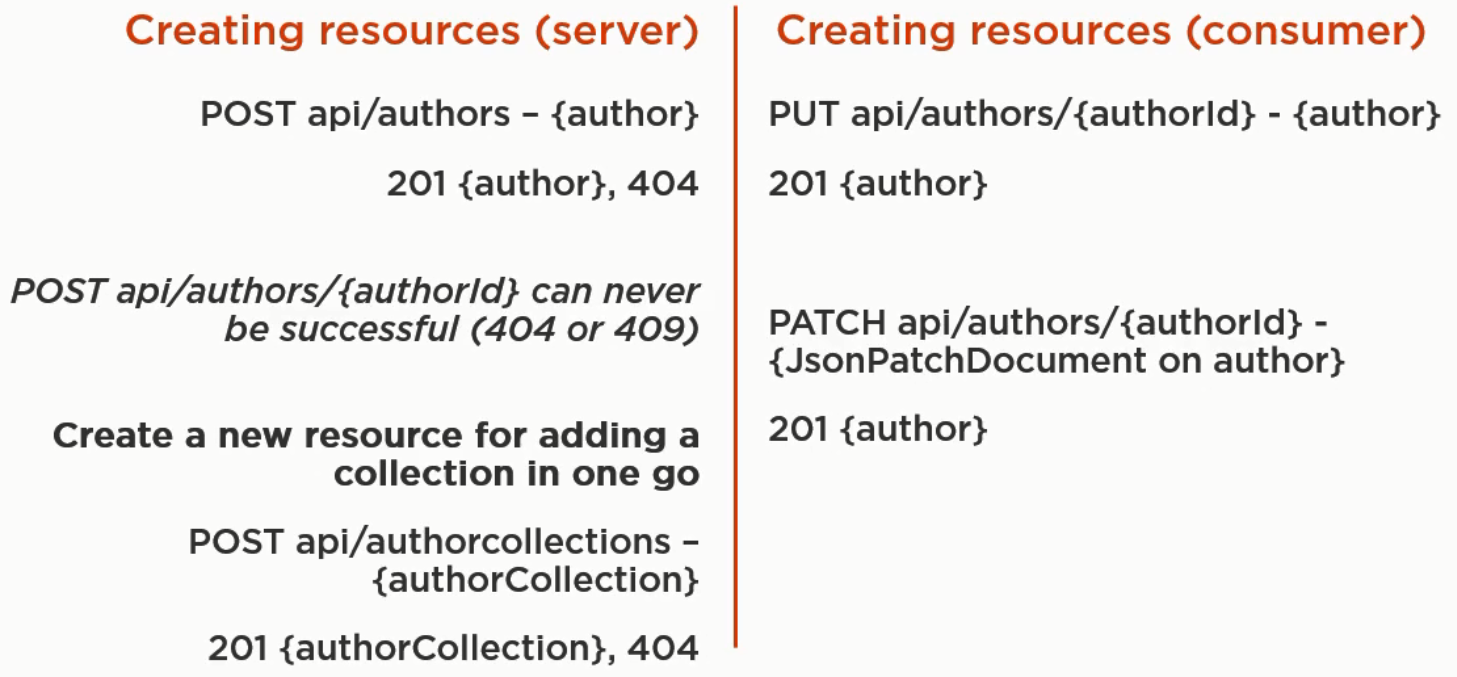 Creating resources (server)
POST api/authors – {author}
201 {author}, 404
POST api/authors/{authorId} can never
be successful (404 or 409)
Create a new resource for adding a
collection in one go
POST api/authorcollections –
{authorCollection}
201 {authorCollection}, 404
Creating resources (consumer)
PUT api/authors/{authorId} - {author}
201 {author}
PATCH api/authors/{authorId} -
{JsonPatchDocument on author}
201 {author}